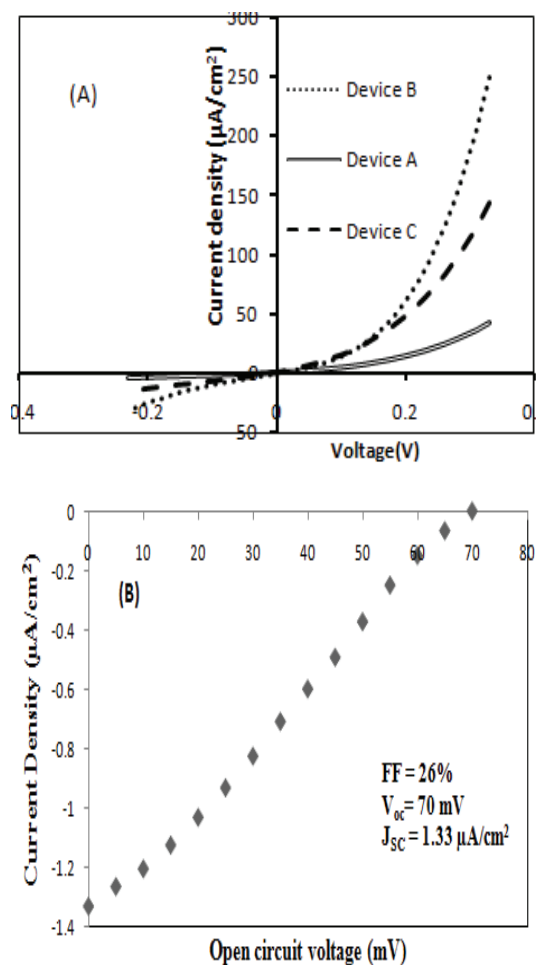 300
250
200
150
100
50
0
50
0.4
0.2
0
0.2
Current density (µA/cm²)
Voltage(V)
(A)
Device B
Device A
Device C
0
-0.2
-0.4
-0.6
-0.8
-1
-1.2
-1.4
0 10 20 30 40 50 60 70 80
Current Density (µA/cm²)
(B)
FF = 26%
Voc = 70 mV
JSC = 1.33 µA/cm²
Open circuit voltage (mV)